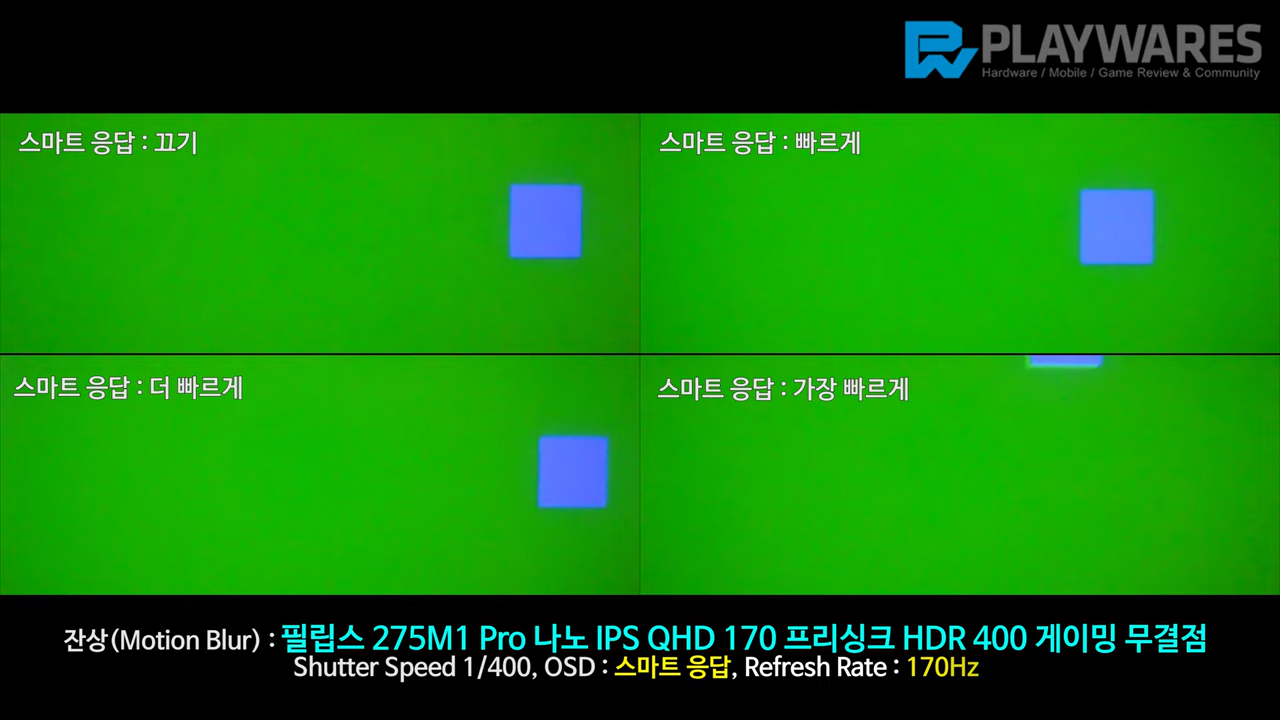 PLAYWARES
Hardware / Mobile / Game Review & Community
스마트 응답 : 끄기
스마트 응답 : 빠르게
스마트 응답 : 더 빠르게
스마트 응답 : 가장 빠르게
잔상(Motion Blur) : 필립스 275M1 Pro 나노 IPS QHD 170 프리싱크 HDR 400 게이밍 무결점
Shutter Speed 1/400, OSD : 스마트 응답, Refresh Rate : 170Hz